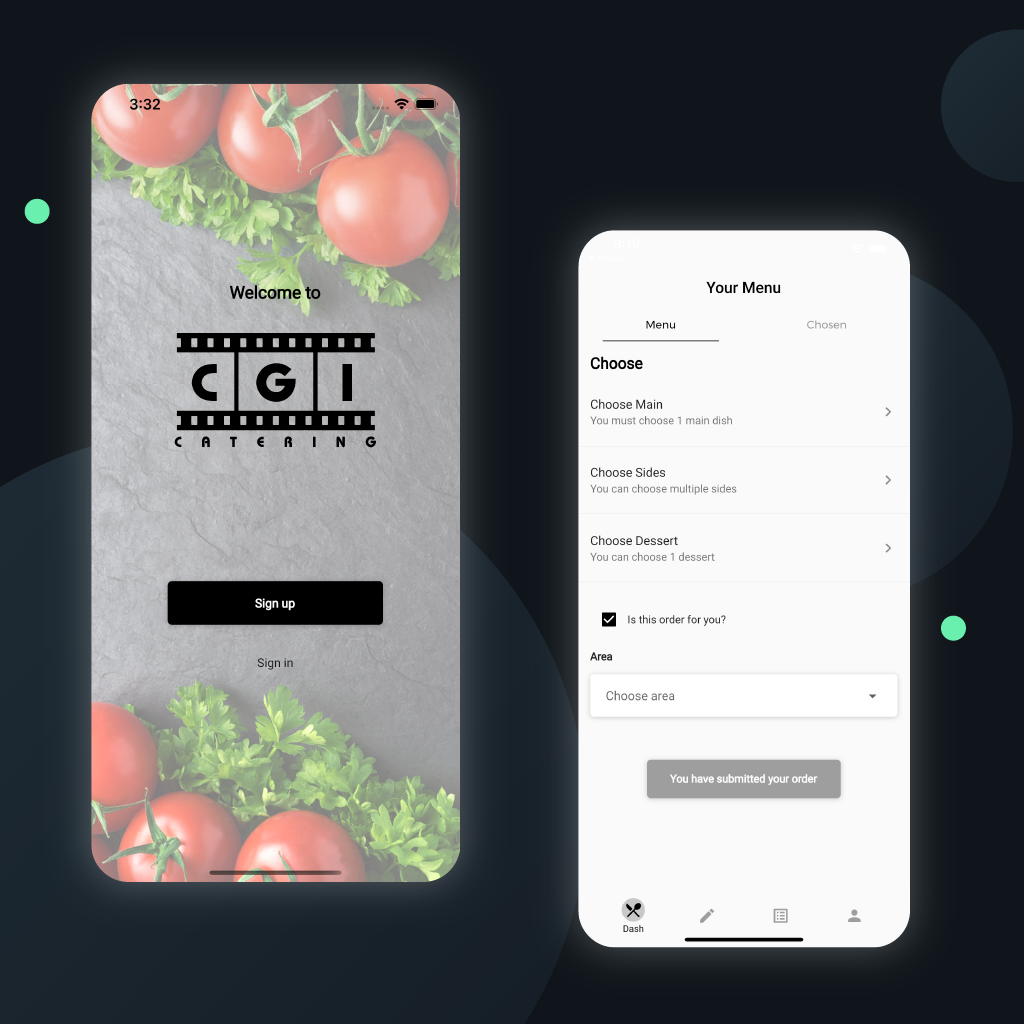 3:32
Welcome to
CGI
CATERING
Sign up
Sign in
Your Menu
Menu
Chosen
Choose
Choose Main
You must choose 1 main dish
Choose Sides
You can choose multiple sides
Choose Dessert
You can choose 1 dessert
Is this order for you?
Area
Choose area
You have submitted your order
Dash